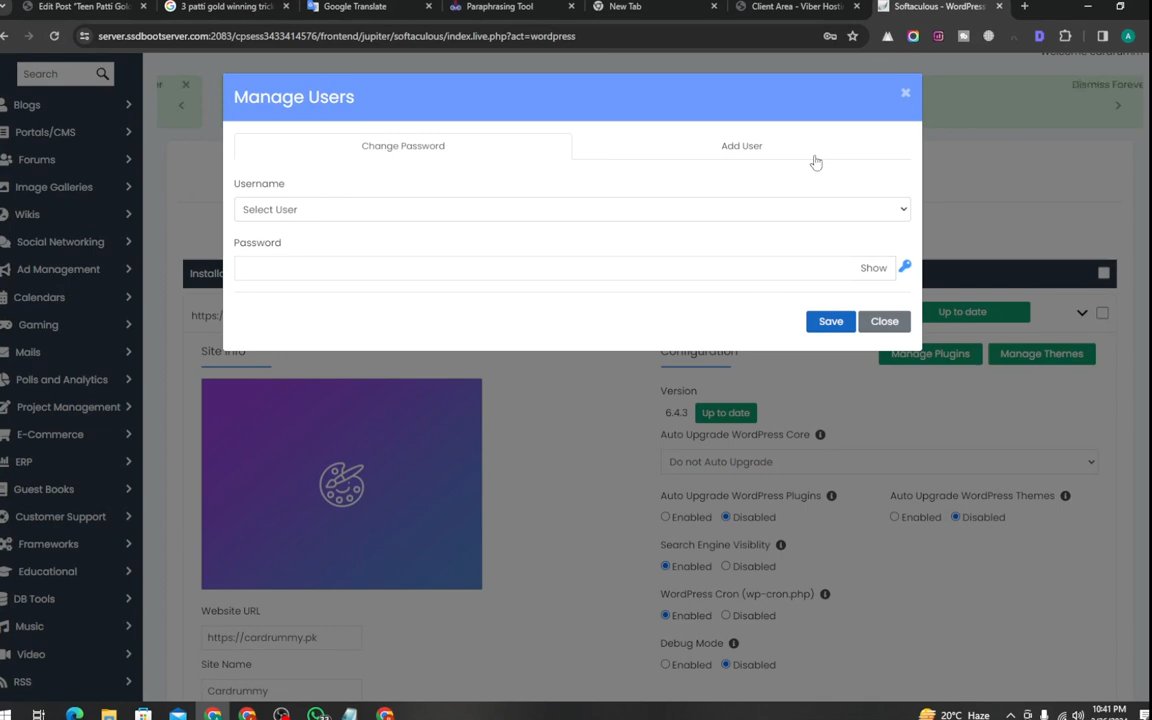 Edit Post "Teen Patti Gol
3 patti gold winning trick
Google Translate
Paraphrasing Tool
New Tab
Client Area - Viber Hosti
Softaculous - WordPress
server.ssdbootserver.com:2083/cpsess3433414576/frontend/jupiter/softaculous/index.live.php?act=wordpress
Search
Blogs
Portals/CMS
Forums
Image Galleries
Wikis
Social Networking
Ad Management
Calendars
Gaming
Mails
Polls and Analytics
Project Management
E-Commerce
ERP
Guest Books
Customer Support
Frameworks
Educational
DB Tools
Music
Video
RSS
Dismiss Forever
Manage Users
Change Password
Add User
Username
Select User
Password
Show
Save
Close
Installa
https:/
Up to date
Site Info
Configuration
Manage Plugins
Manage Themes
Version
6.4.3
Up to date
Auto Upgrade WordPress Core
Do not Auto Upgrade
Auto Upgrade WordPress Plugins
Auto Upgrade WordPress Themes
Enabled
Disabled
Enabled
Disabled
Search Engine Visiblity
Enabled
Disabled
WordPress Cron (wp-cron.php)
Enabled
Disabled
Debug Mode
Enabled
Disabled
Website URL
https://cardrummy.pk
Site Name
Cardrummy
20°C Haze
10:41 PM